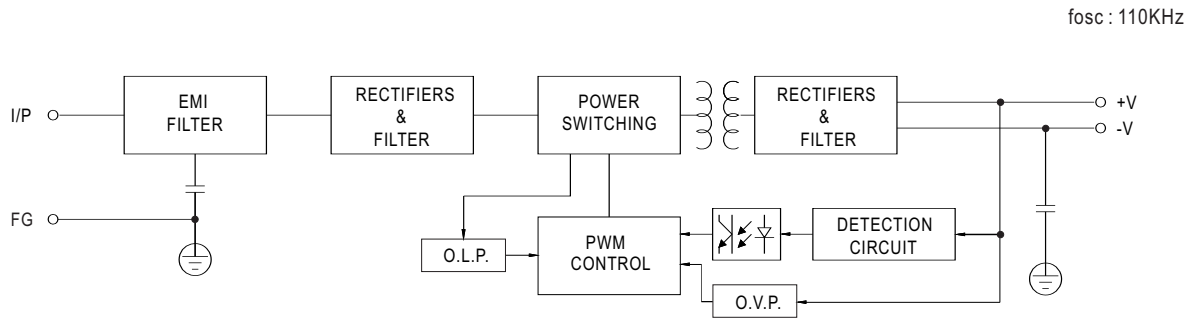 fosc : 110KHz
I/P
EMI
FILTER
RECTIFIERS
&
FILTER
POWER
SWITCHING
RECTIFIERS
&
FILTER
+V
-V
FG
O.L.P.
PWM
CONTROL
DETECTION
CIRCUIT
O.V.P.